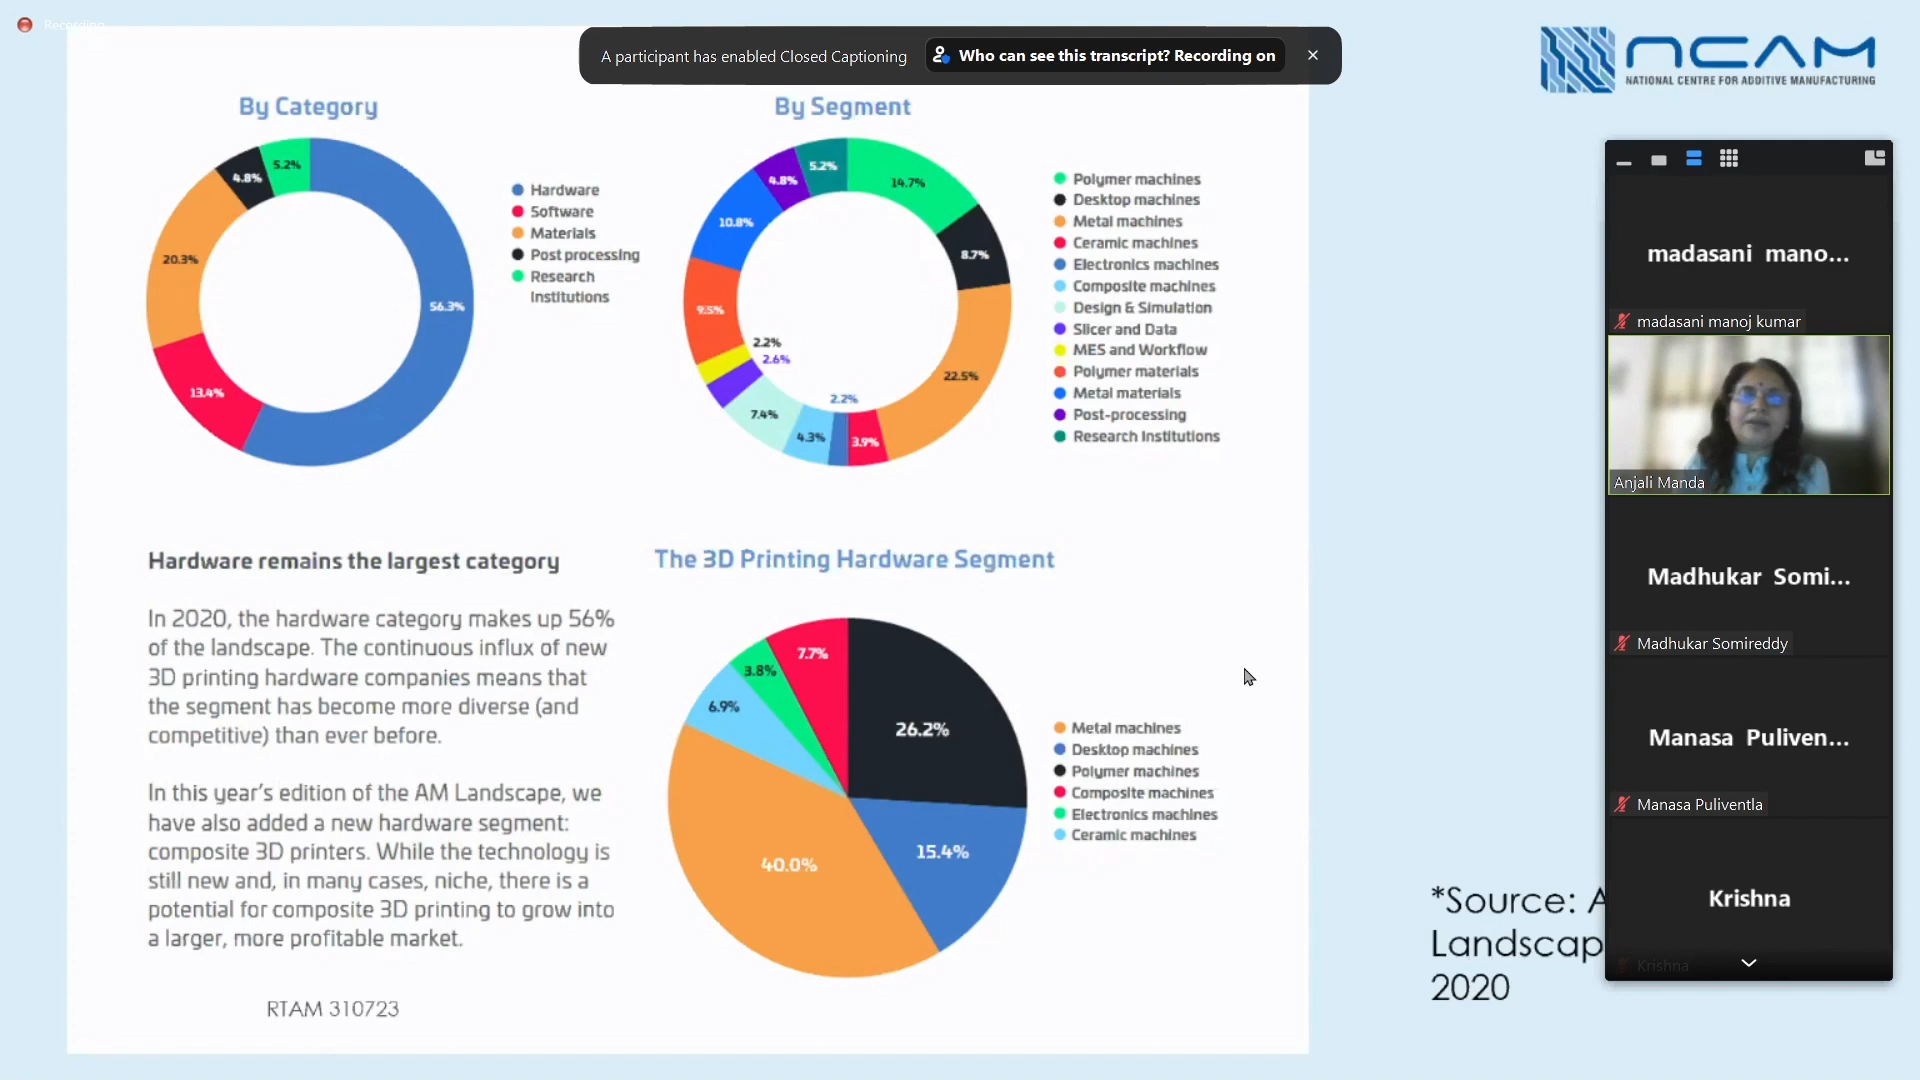 Recording
A participant has enabled Closed Captioning
Who can see this transcript? Recording on
NCAM
NATIONAL CENTRE FOR ADDITIVE MANUFACTURING
By Category
5.2%
4.8%
20.3%
56.3%
13.4%
Hardware
Software
Materials
Post processing
Research
Institutions
By Segment
5.2%
4.8%
14.7%
10.8%
8.7%
9.5%
2.2%
2.6%
22.5%
2.2%
7.4%
4.3%
3.9%
Polymer machines
Desktop machines
Metal machines
Ceramic machines
Electronics machines
Composite machines
Design & Simulation
Slicer and Data
MES and Workflow
Polymer materials
Metal materials
Post-processing
Research Institutions
Hardware remains the largest category
In 2020, the hardware category makes up 56%
of the landscape. The continuous influx of new
3D printing hardware companies means that
the segment has become more diverse (and
competitive) than ever before.
In this year's edition of the AM Landscape, we
have also added a new hardware segment:
composite 3D printers. While the technology is
still new and, in many cases, niche, there is a
potential for composite 3D printing to grow into
a larger, more profitable market.
RTAM 310723
The 3D Printing Hardware Segment
7.7%
3.8%
6.9%
26.2%
15.4%
40.0%
Metal machines
Desktop machines
Polymer machines
Composite machines
Electronics machines
Ceramic machines
*Source: A
Landscap
2020
madasani mano...
madasani manoj kumar
Anjali Manda
Madhukar Somi...
Madhukar Somireddy
Manasa Puliven...
Manasa Puliventla
Krishna
Krishna